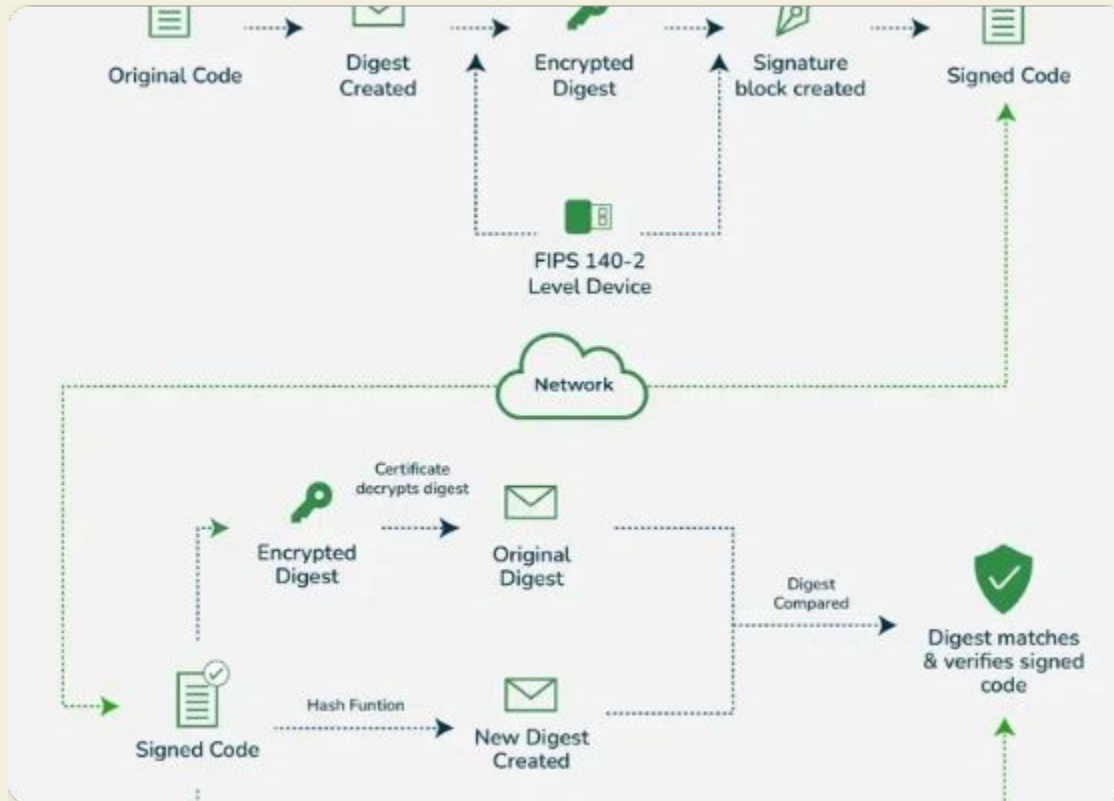 Original Code
Digest
Created
Encrypted
Digest
Signature
block created
Signed Code
FIPS 140-2
Level Device
Network
Certificate
decrypts digest
Encrypted
Digest
Original
Digest
Digest
Compared
Digest matches
& verifies signed
code
Signed Code
Hash Funtion
New Digest
Created